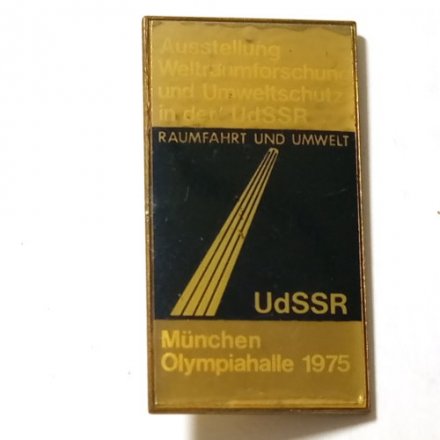 Ausstellung
Weltraumforschung
und Umweltschutz
in der UdSSR
RAUMFAHRT UND UMWELT
UdSSR
München
Olympiahalle 1975